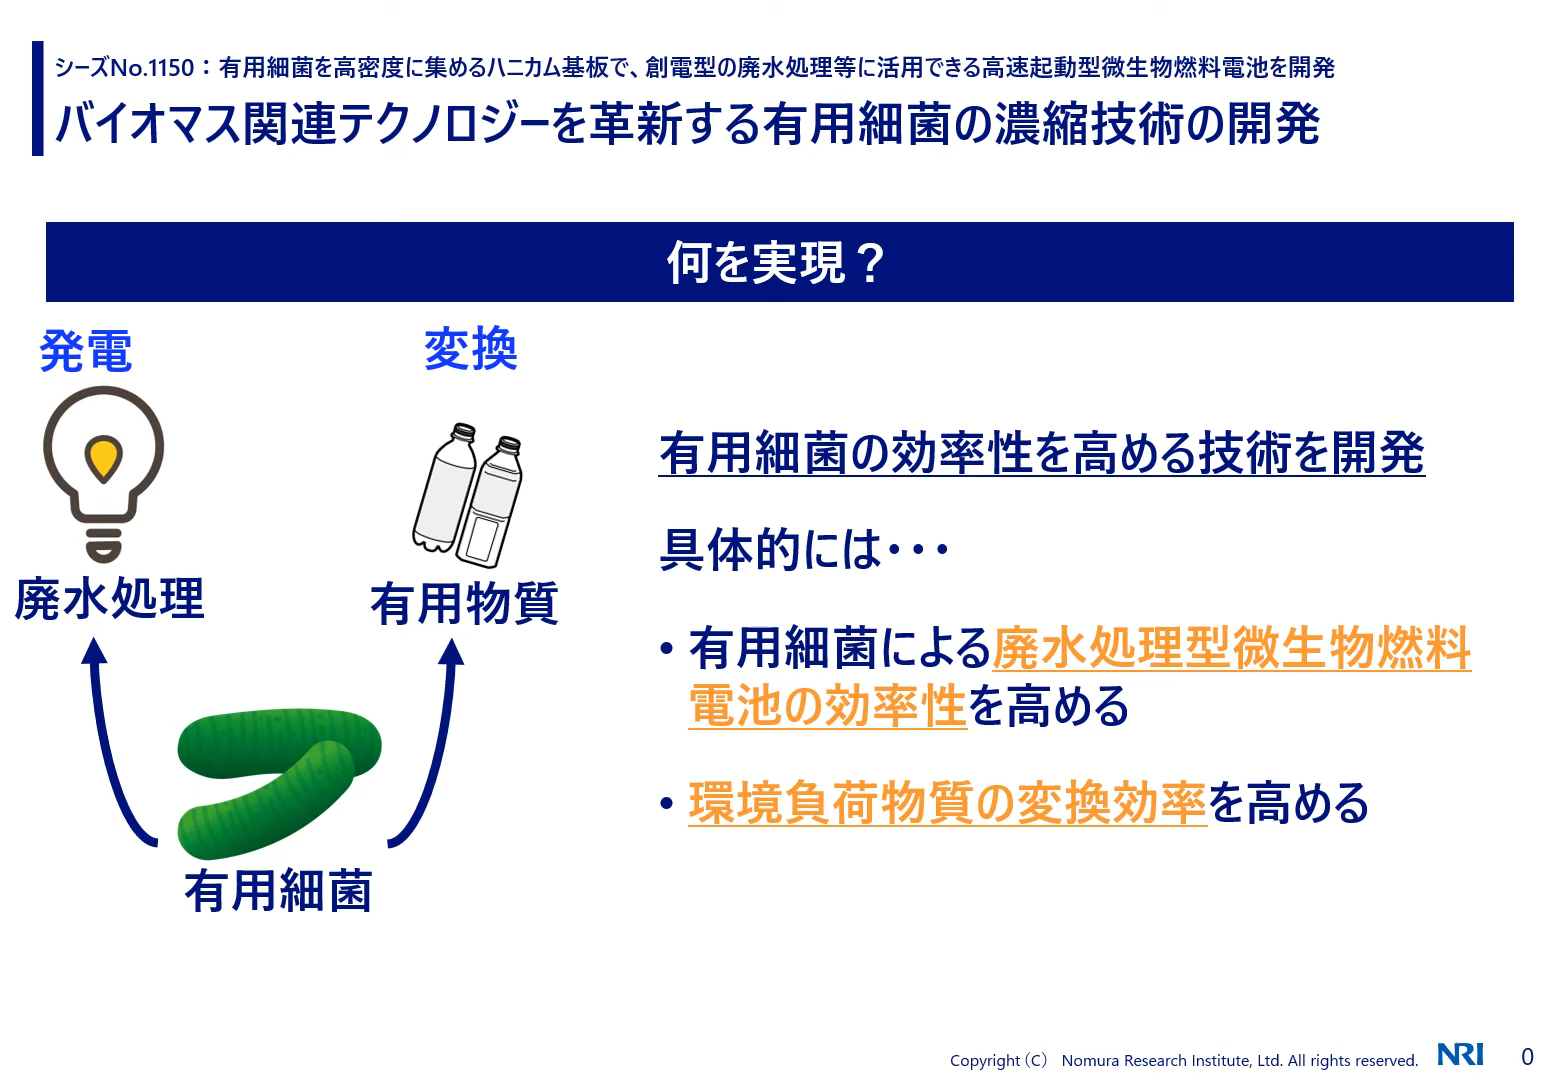 シーズNo.1150：有用細菌を高密度に集めるハニカム基板で、創電型の廃水処理等に活用できる高速起動型微生物燃料電池を開発
バイオマス関連テクノロジーを革新する有用細菌の濃縮技術の開発
何を実現？
発電
変換
廃水処理
有用物質
有用細菌
有用細菌の効率性を高める技術を開発
具体的には・・・
・有用細菌による廃水処理型微生物燃料
電池の効率性を高める
・環境負荷物質の変換効率を高める
Copyright（C） Nomura Research Institute, Ltd. All rights reserved.
NRI
0